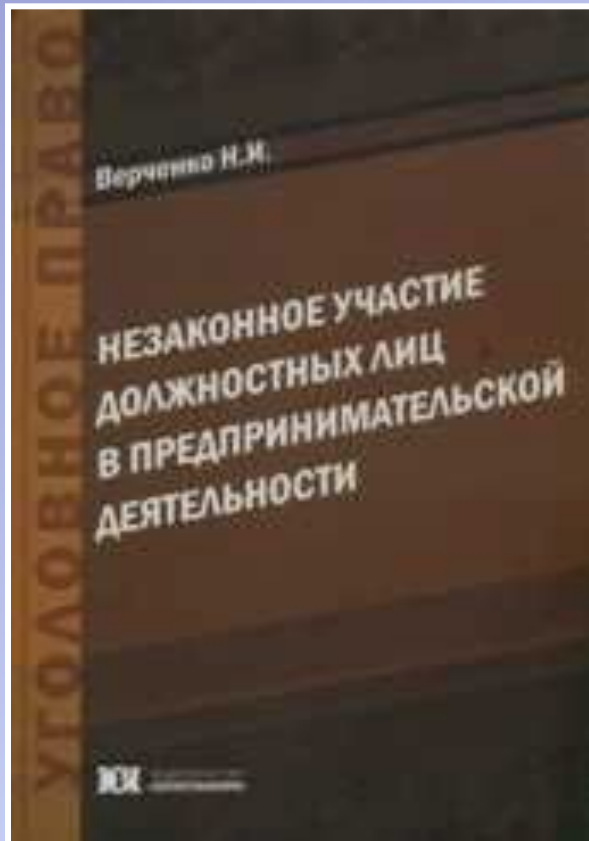 УГОЛОВНОЕ ПРАВО
Верченко Н.И.
НЕЗАКОННОЕ УЧАСТИЕ
ДОЛЖНОСТНЫХ ЛИЦ
В ПРЕДПРИНИМАТЕЛЬСКОЙ
ДЕЯТЕЛЬНОСТИ